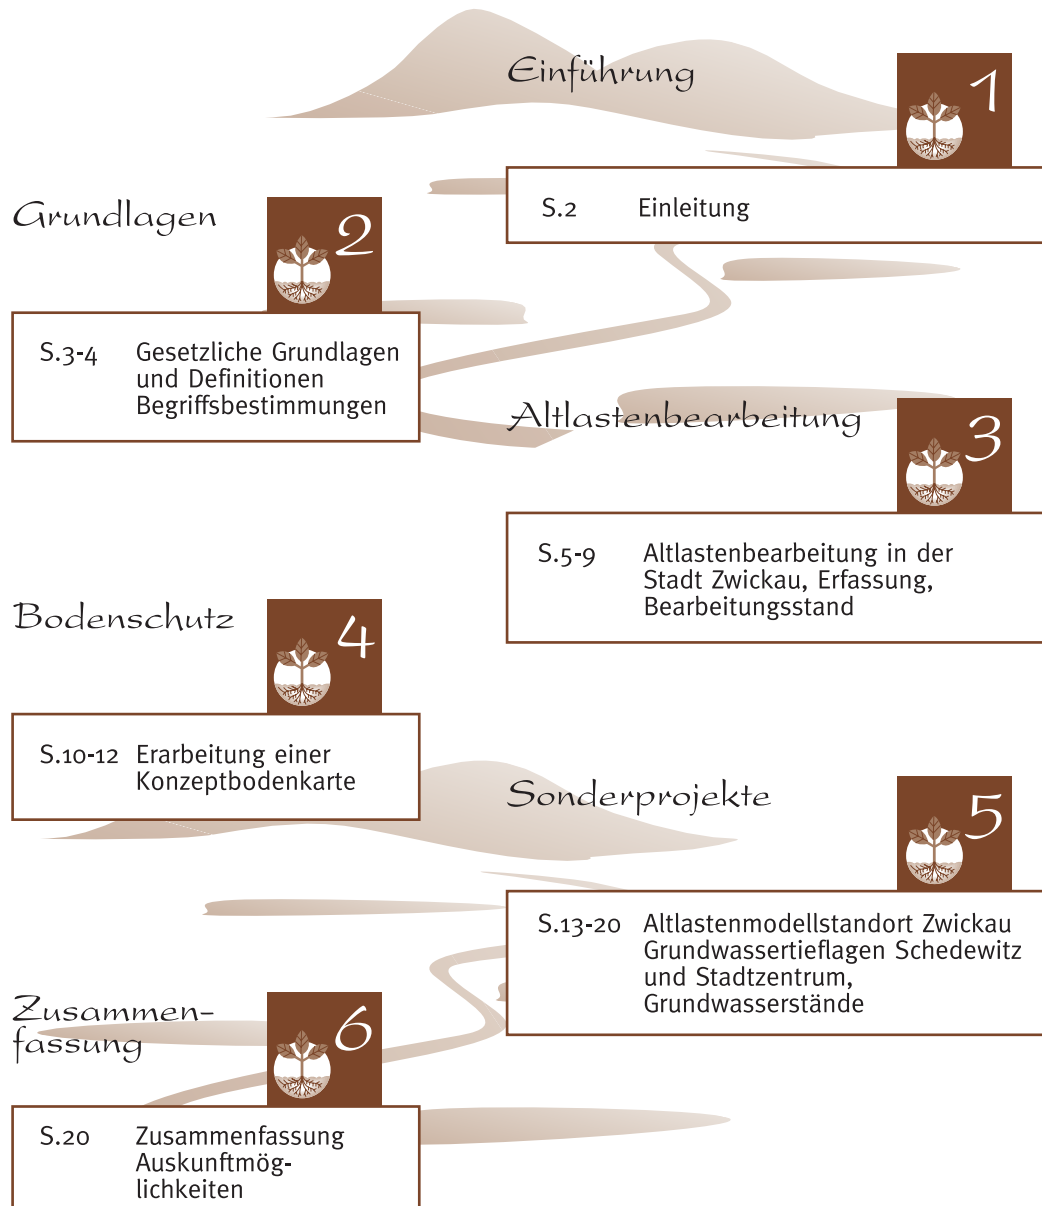 Einführung
1
S.2 Einleitung
Grundlagen
2
S.3-4 Gesetzliche Grundlagen
und Definitionen
Begriffsbestimmungen
Altlastenbearbeitung
3
S.5-9 Altlastenbearbeitung in der
Stadt Zwickau, Erfassung,
Bearbeitungsstand
Bodenschutz
4
S.10-12 Erarbeitung einer
Konzeptbodenkarte
Sonderprojekte
5
S.13-20 Altlastenmodellstandort Zwickau
Grundwassertieflagen Schedewitz
und Stadtzentrum,
Grundwasserstände
Zusammen-
fassung
6
S.20 Zusammenfassung
Auskunftmög-
lichkeiten